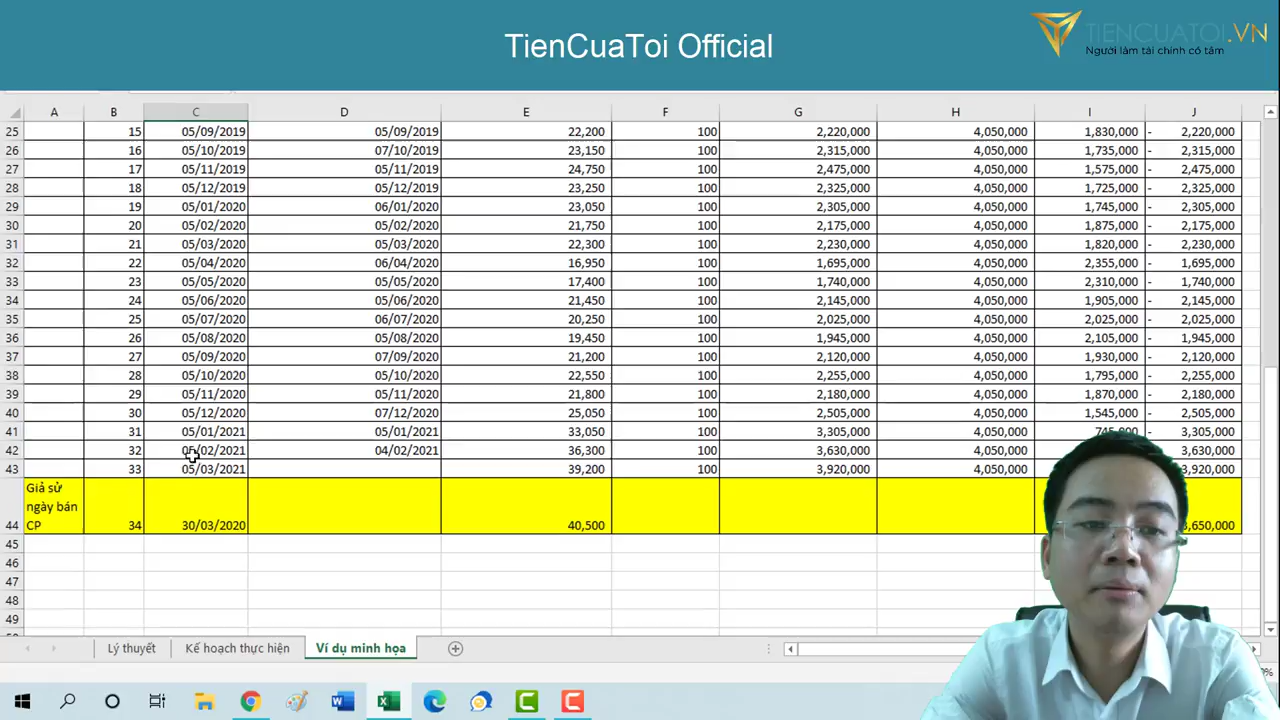 TienCuaToi Official
TIENCUATOI.VN
Người làm tài chính có tâm
A B C D E F G H I J
25 15 05/09/2019 05/09/2019 22,200 100 2,220,000 4,050,000 1,830,000 - 2,220,000
26 16 05/10/2019 07/10/2019 23,150 100 2,315,000 4,050,000 1,735,000 - 2,315,000
27 17 05/11/2019 05/11/2019 24,750 100 2,475,000 4,050,000 1,575,000 - 2,475,000
28 18 05/12/2019 05/12/2019 23,250 100 2,325,000 4,050,000 1,725,000 - 2,325,000
29 19 05/01/2020 06/01/2020 23,050 100 2,305,000 4,050,000 1,745,000 - 2,305,000
30 20 05/02/2020 05/02/2020 21,750 100 2,175,000 4,050,000 1,875,000 - 2,175,000
31 21 05/03/2020 05/03/2020 22,300 100 2,230,000 4,050,000 1,820,000 - 2,230,000
32 22 05/04/2020 06/04/2020 16,950 100 1,695,000 4,050,000 2,355,000 - 1,695,000
33 23 05/05/2020 05/05/2020 17,400 100 1,740,000 4,050,000 2,310,000 - 1,740,000
34 24 05/06/2020 05/06/2020 21,450 100 2,145,000 4,050,000 1,905,000 - 2,145,000
35 25 05/07/2020 06/07/2020 20,250 100 2,025,000 4,050,000 2,025,000 - 2,025,000
36 26 05/08/2020 05/08/2020 19,450 100 1,945,000 4,050,000 2,105,000 - 1,945,000
37 27 05/09/2020 07/09/2020 21,200 100 2,120,000 4,050,000 1,930,000 - 2,120,000
38 28 05/10/2020 05/10/2020 22,550 100 2,255,000 4,050,000 1,795,000 - 2,255,000
39 29 05/11/2020 05/11/2020 21,800 100 2,180,000 4,050,000 1,870,000 - 2,180,000
40 30 05/12/2020 07/12/2020 25,050 100 2,505,000 4,050,000 1,545,000 - 2,505,000
41 31 05/01/2021 05/01/2021 33,050 100 3,305,000 4,050,000 745,000 - 3,305,000
42 32 05/02/2021 04/02/2021 36,300 100 3,630,000 4,050,000 3,630,000
43 33 05/03/2021 39,200 100 3,920,000 4,050,000 3,920,000
Giả sử
ngày bán
44 CP 34 30/03/2020 40,500 ,650,000
45
46
47
48
49
Lý thuyết Kế hoạch thực hiện Ví dụ minh họa